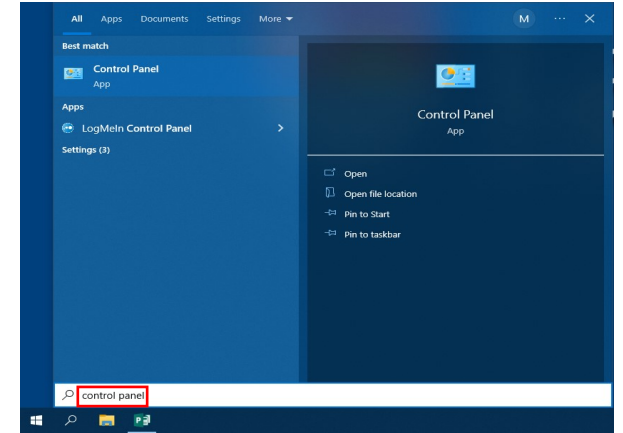 All Apps Documents Settings More M ...
Best match
Control Panel
App
Apps
LogMeIn Control Panel
Settings (3)
Control Panel
App
Open
Open file location
Pin to Start
Pin to taskbar
control panel
P